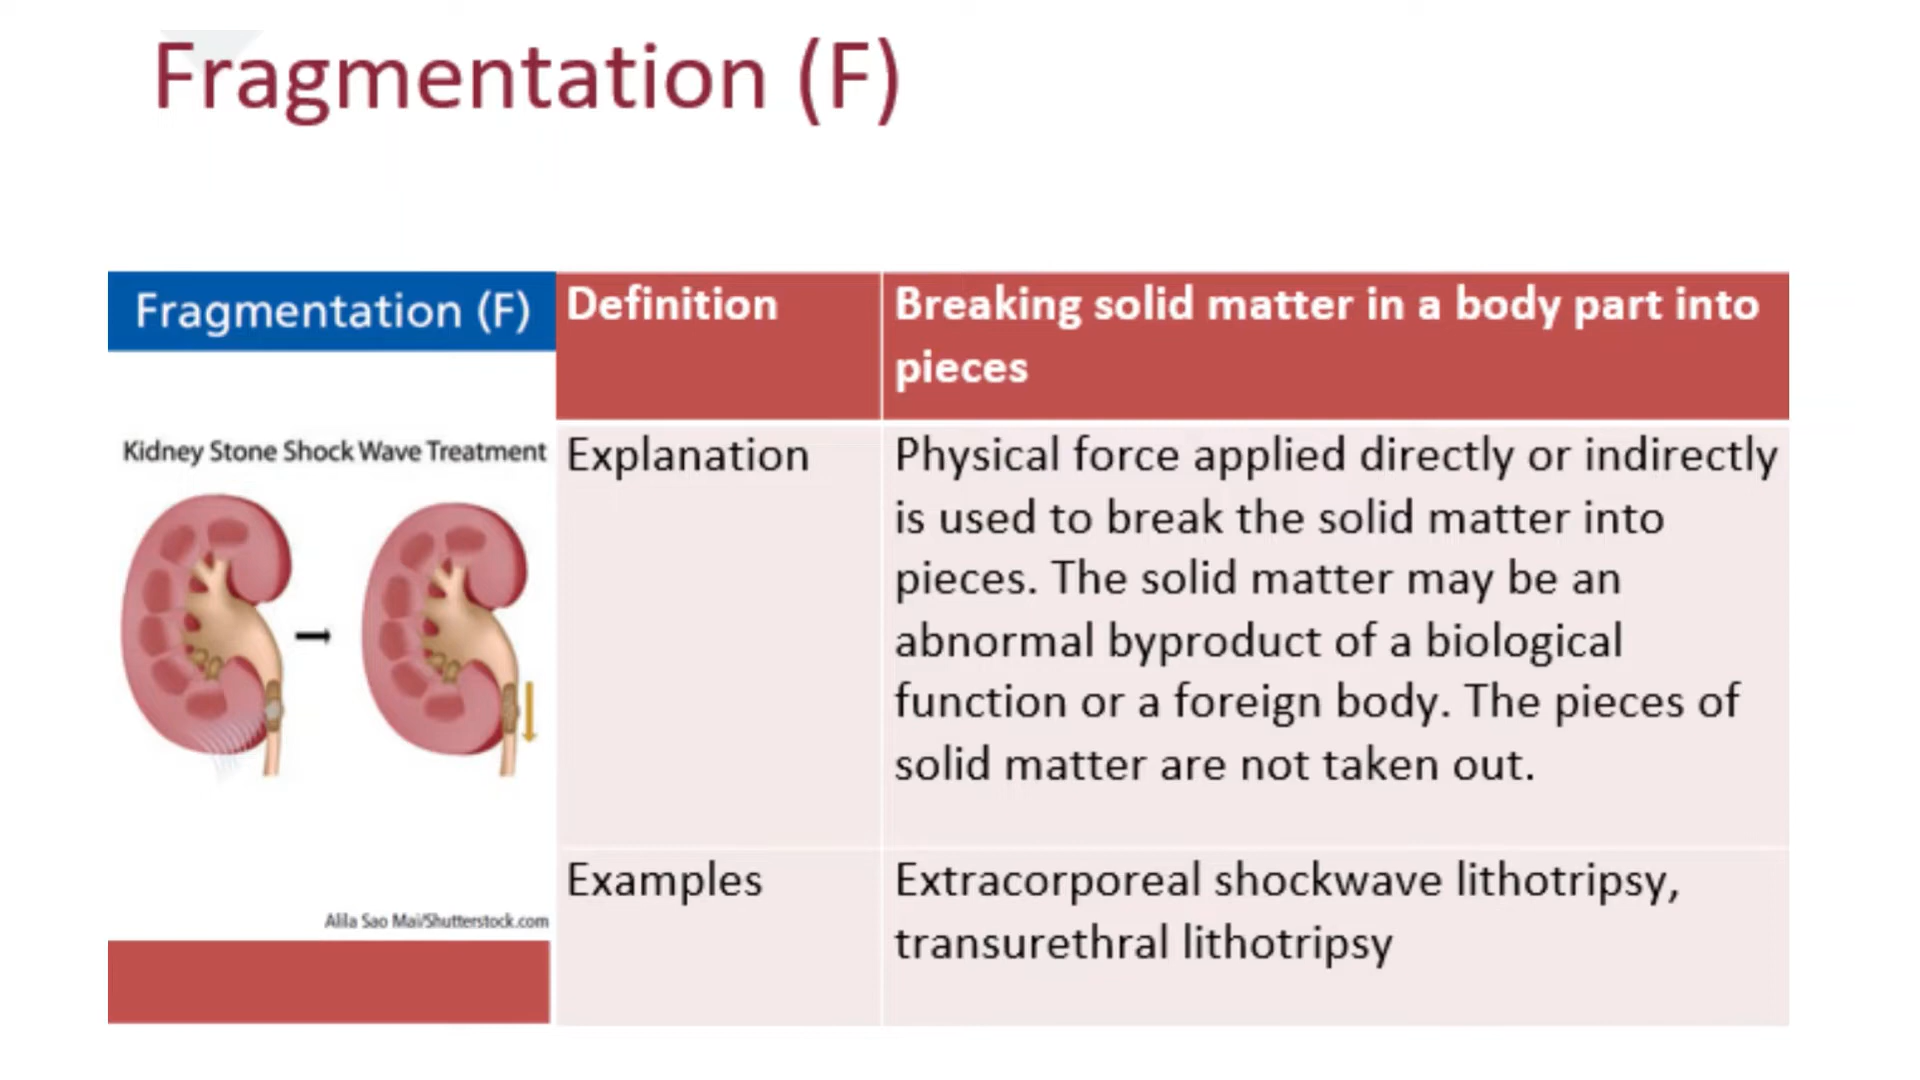 Fragmentation (F)
Fragmentation (F)
Kidney Stone Shock Wave Treatment
Alila Sao Mai/Shutterstock.com
Definition
Breaking solid matter in a body part into
pieces
Explanation
Physical force applied directly or indirectly
is used to break the solid matter into
pieces. The solid matter may be an
abnormal byproduct of a biological
function or a foreign body. The pieces of
solid matter are not taken out.
Examples
Extracorporeal shockwave lithotripsy,
transurethral lithotripsy